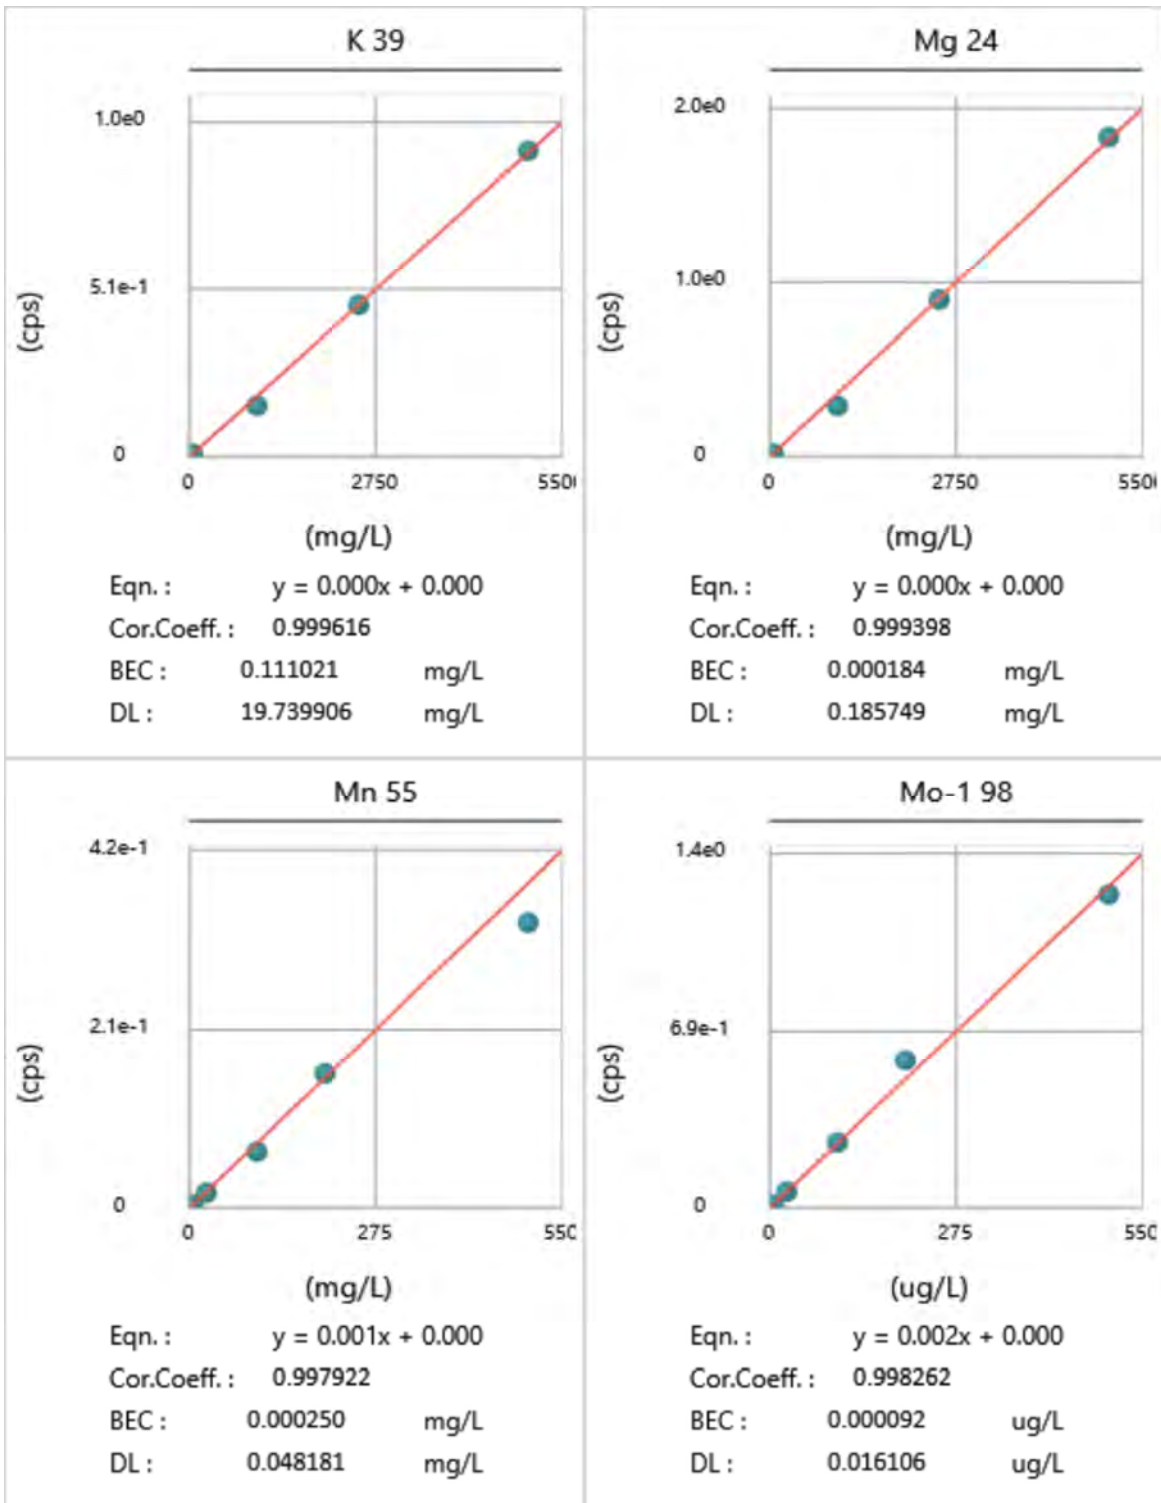 K 39
1.0e0
5.1e-1
0
(cps)
0 2750 550
(mg/L)
Eqn. : y = 0.000x + 0.000
Cor.Coeff. : 0.999616
BEC : 0.111021 mg/L
DL : 19.739906 mg/L
Mg 24
2.0e0
1.0e0
0
(cps)
0 2750 550
(mg/L)
Eqn. : y = 0.000x + 0.000
Cor.Coeff. : 0.999398
BEC : 0.000184 mg/L
DL : 0.185749 mg/L
Mn 55
4.2e-1
2.1e-1
0
(cps)
0 275 550
(mg/L)
Eqn. : y = 0.001x + 0.000
Cor.Coeff. : 0.997922
BEC : 0.000250 mg/L
DL : 0.048181 mg/L
Mo-1 98
1.4e0
6.9e-1
0
(cps)
0 275 550
(ug/L)
Eqn. : y = 0.002x + 0.000
Cor.Coeff. : 0.998262
BEC : 0.000092 ug/L
DL : 0.016106 ug/L